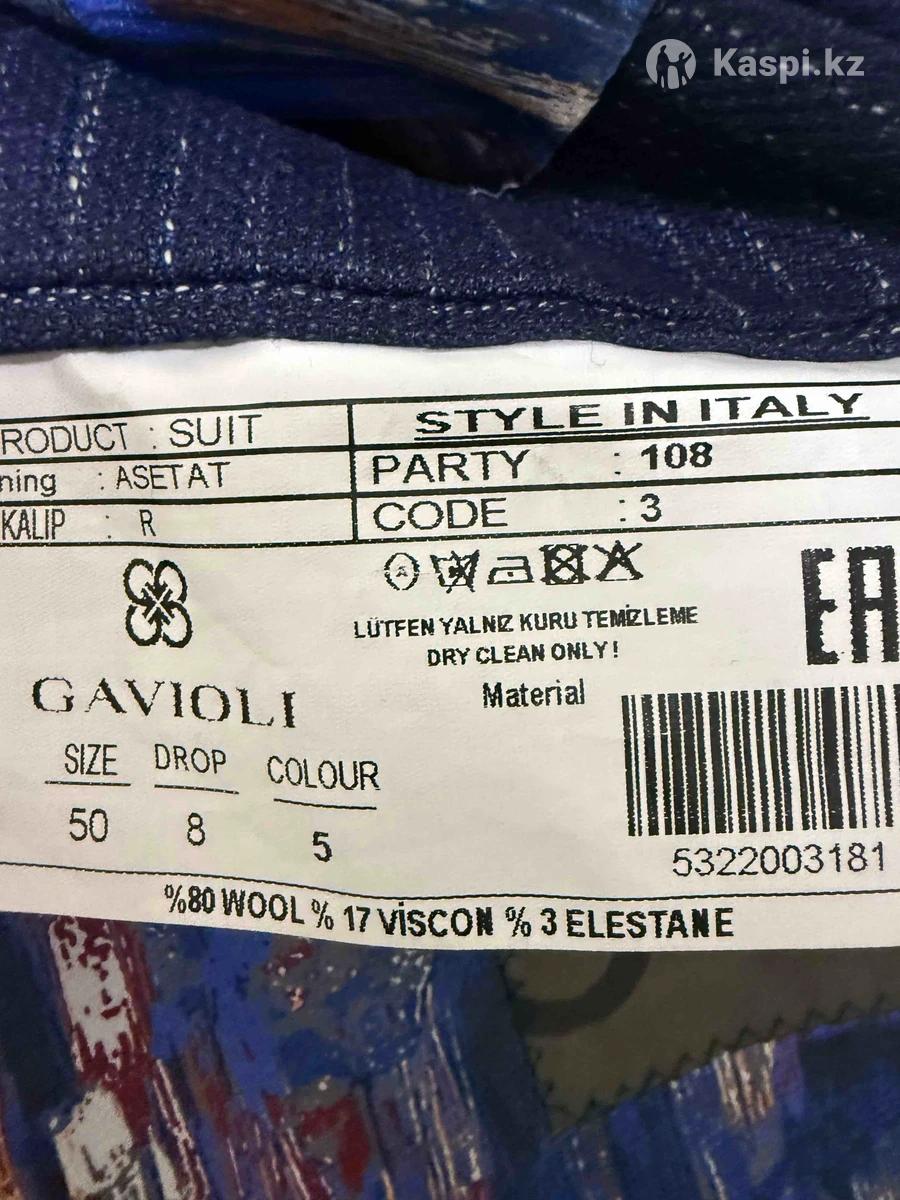 Kaspi.kz
RODUCT : SUIT
STYLE IN ITALY
ning : ASETAT
PARTY : 108
KALIP : R
CODE : 3
LÜTFEN YALNIZ KURU TEMİZLEME
DRY CLEAN ONLY!
EAC
GAVIOLI
Material
SIZE DROP COLOUR
50 8 5
5322003181
%80 WOOL % 17 VİSCON % 3 ELESTANE